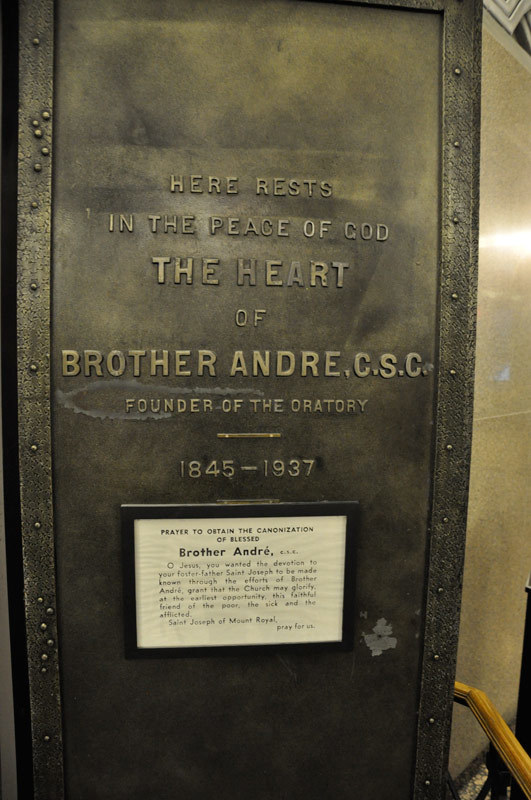 HERE RESTS
IN THE PEACE OF GOD
THE HEART
OF
BROTHER ANDRE, C.S.C.
FOUNDER OF THE ORATORY
1845-1937
PRAYER TO OBTAIN THE CANONIZATION
OF BLESSED
Brother André, c.s.c.
O Jesus, you wanted the devotion to
your foster-father Saint Joseph to be made
known through the efforts of Brother
André, grant that the Church may glorify,
at the earliest opportunity, this faithful
friend of the poor, the sick and the
afflicted.
Saint Joseph of Mount Royal,
pray for us.